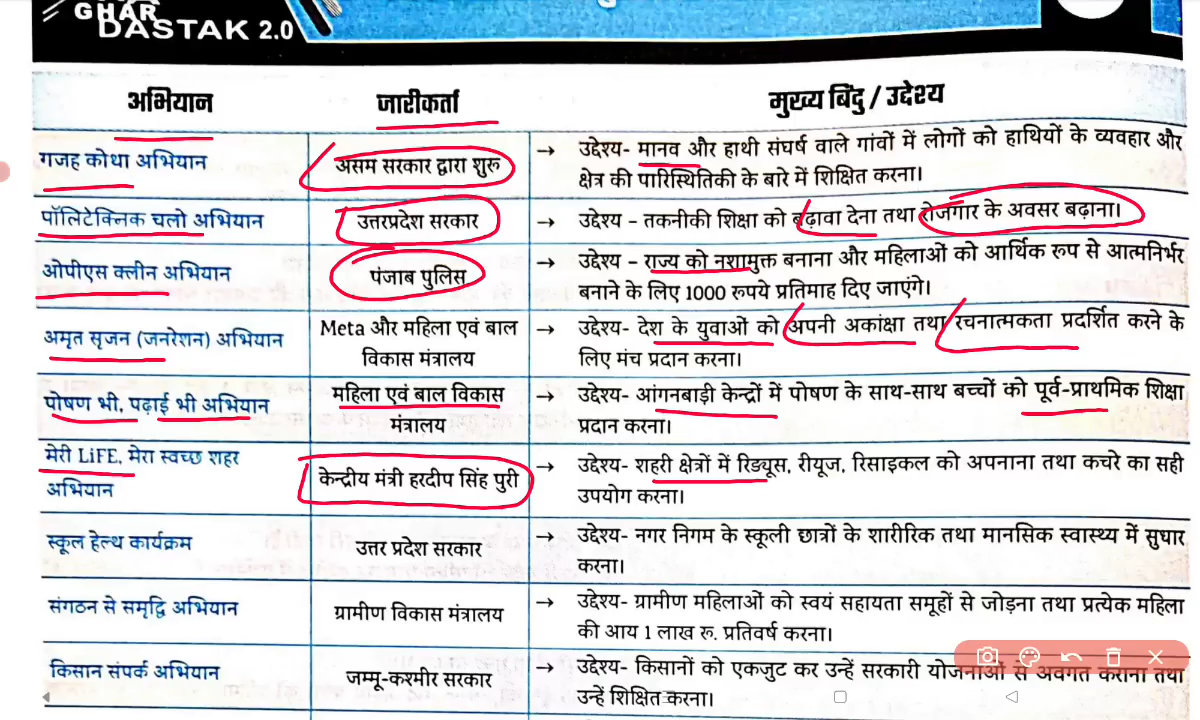 GHAR
DASTAK 2.0
अभियान
जारीकर्ता
मुख्य बिंदु / उद्देश्य
गजह कोथा अभियान
असम सरकार द्वारा शुरू
→ उद्देश्य- मानव और हाथी संघर्ष वाले गांवों में लोगों को हाथियों के व्यवहार और
क्षेत्र की पारिस्थितिकी के बारे में शिक्षित करना।
पॉलिटेक्निक चलो अभियान
उत्तरप्रदेश सरकार
→ उद्देश्य – तकनीकी शिक्षा को बढ़ावा देना तथा रोजगार के अवसर बढ़ाना।
ओपीएस क्लीन अभियान
पंजाब पुलिस
→ उद्देश्य – राज्य को नशामुक्त बनाना और महिलाओं को आर्थिक रूप से आत्मनिर्भर
बनाने के लिए 1000 रुपये प्रतिमाह दिए जाएंगे।
अमृत सृजन (जनरेशन) अभियान
Meta और महिला एवं बाल
विकास मंत्रालय
→ उद्देश्य- देश के युवाओं को अपनी अकांक्षा तथा रचनात्मकता प्रदर्शित करने के
लिए मंच प्रदान करना।
पोषण भी, पढ़ाई भी अभियान
महिला एवं बाल विकास
मंत्रालय
→ उद्देश्य- आंगनबाड़ी केन्द्रों में पोषण के साथ-साथ बच्चों को पूर्व-प्राथमिक शिक्षा
प्रदान करना।
मेरी LiFE, मेरा स्वच्छ शहर
अभियान
केन्द्रीय मंत्री हरदीप सिंह पुरी
→ उद्देश्य- शहरी क्षेत्रों में रिड्यूस, रीयूज, रिसाइकल को अपनाना तथा कचरे का सही
उपयोग करना।
स्कूल हेल्थ कार्यक्रम
उत्तर प्रदेश सरकार
→ उद्देश्य- नगर निगम के स्कूली छात्रों के शारीरिक तथा मानसिक स्वास्थ्य में सुधार
करना।
संगठन से समृद्धि अभियान
ग्रामीण विकास मंत्रालय
→ उद्देश्य- ग्रामीण महिलाओं को स्वयं सहायता समूहों से जोड़ना तथा प्रत्येक महिला
की आय 1 लाख रु. प्रतिवर्ष करना।
किसान संपर्क अभियान
जम्मू-कश्मीर सरकार
→ उद्देश्य- किसानों को एकजुट कर उन्हें सरकारी योजनाओं से अवगत कराना तथा
उन्हें शिक्षित करना।